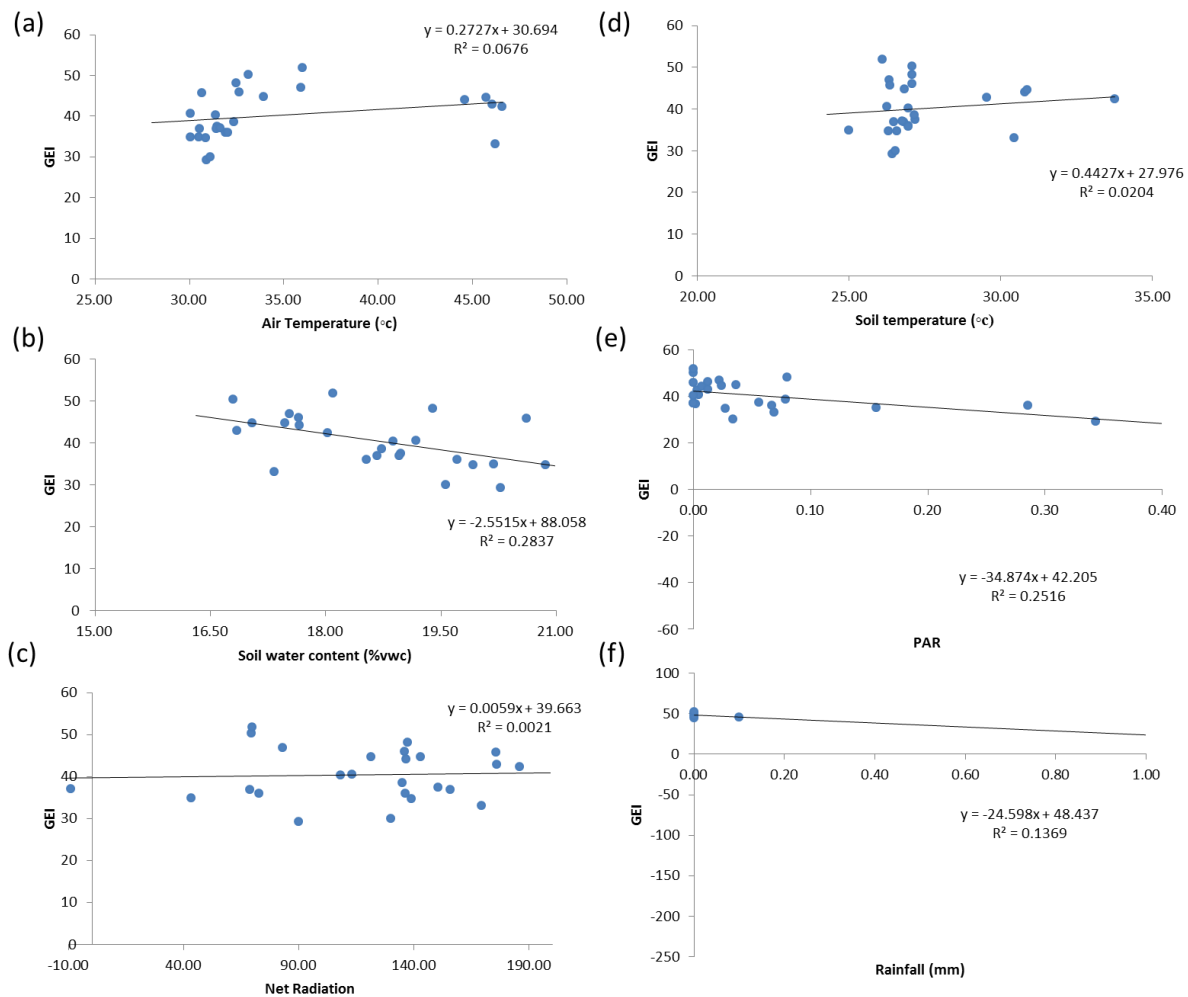 (a)
60
50
40
30
20
10
0
GEI
y = 0.2727x + 30.694
R² = 0.0676
25.00 30.00 35.00 40.00 45.00 50.00
Air Temperature (◦c)
(d)
60
50
40
30
20
10
0
GEI
y = 0.4427x + 27.976
R² = 0.0204
20.00 25.00 30.00 35.00
Soil temperature (◦c)
(b)
60
50
40
30
20
10
0
GEI
y = -2.5515x + 88.058
R² = 0.2837
15.00 16.50 18.00 19.50 21.00
Soil water content (%vwc)
(e)
60
40
20
0
-20
-40
-60
GEI
0.00 0.10 0.20 0.30 0.40
y = -34.874x + 42.205
R² = 0.2516
PAR
(c)
60
50
40
30
20
10
0
GEI
y = 0.0059x + 39.663
R² = 0.0021
-10.00 40.00 90.00 140.00 190.00
Net Radiation
(f)
100
50
0
-50
-100
-150
-200
-250
GEI
0.00 0.20 0.40 0.60 0.80 1.00
y = -24.598x + 48.437
R² = 0.1369
Rainfall (mm)